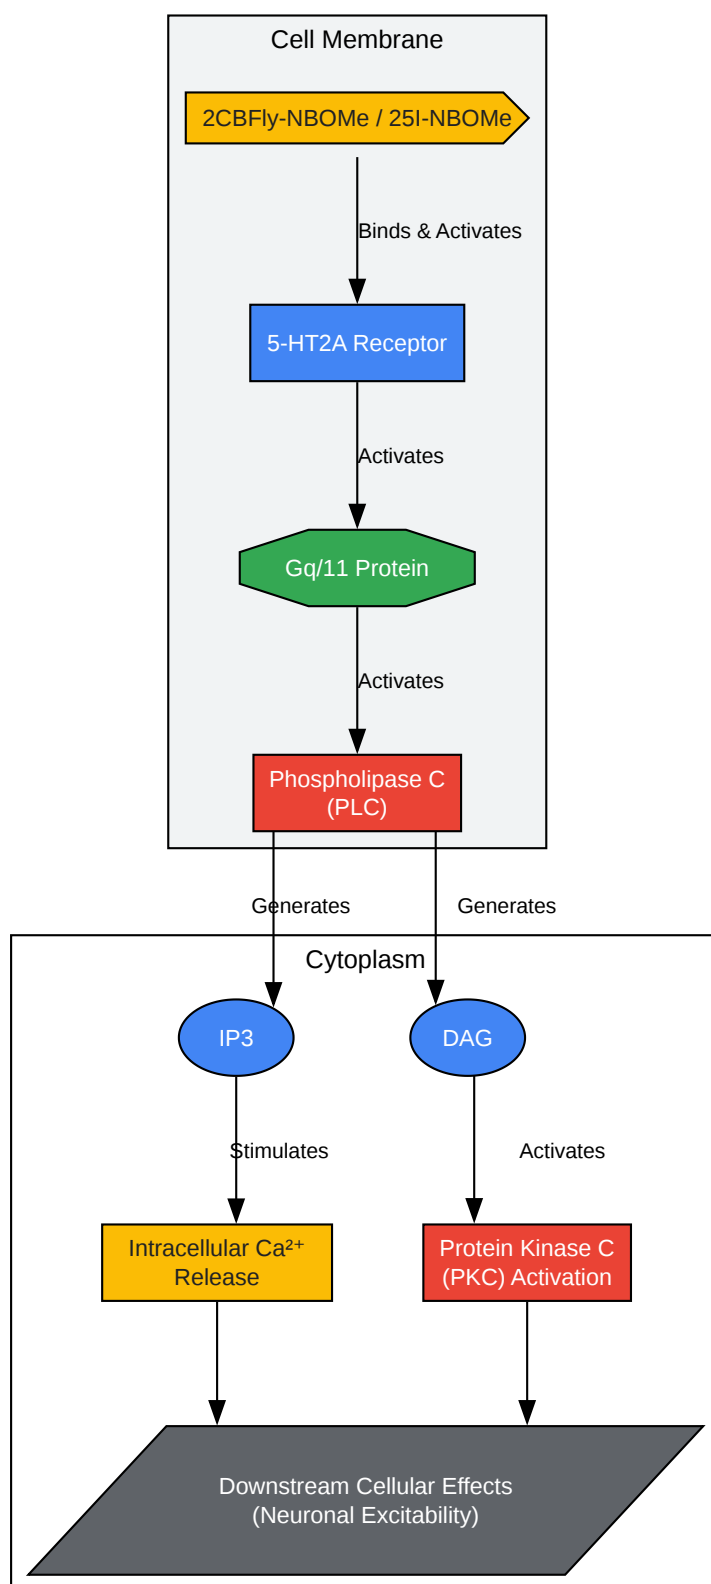 Cell Membrane
2CBFly-NBOMe / 25I-NBOMe
Binds & Activates
5-HT2A Receptor
Activates
Gq/11 Protein
Activates
Phospholipase C
(PLC)
Generates
Generates
Cytoplasm
IP3
DAG
Stimulates
Activates
Intracellular Ca²⁺
Release
Protein Kinase C
(PKC) Activation
Downstream Cellular Effects
(Neuronal Excitability)